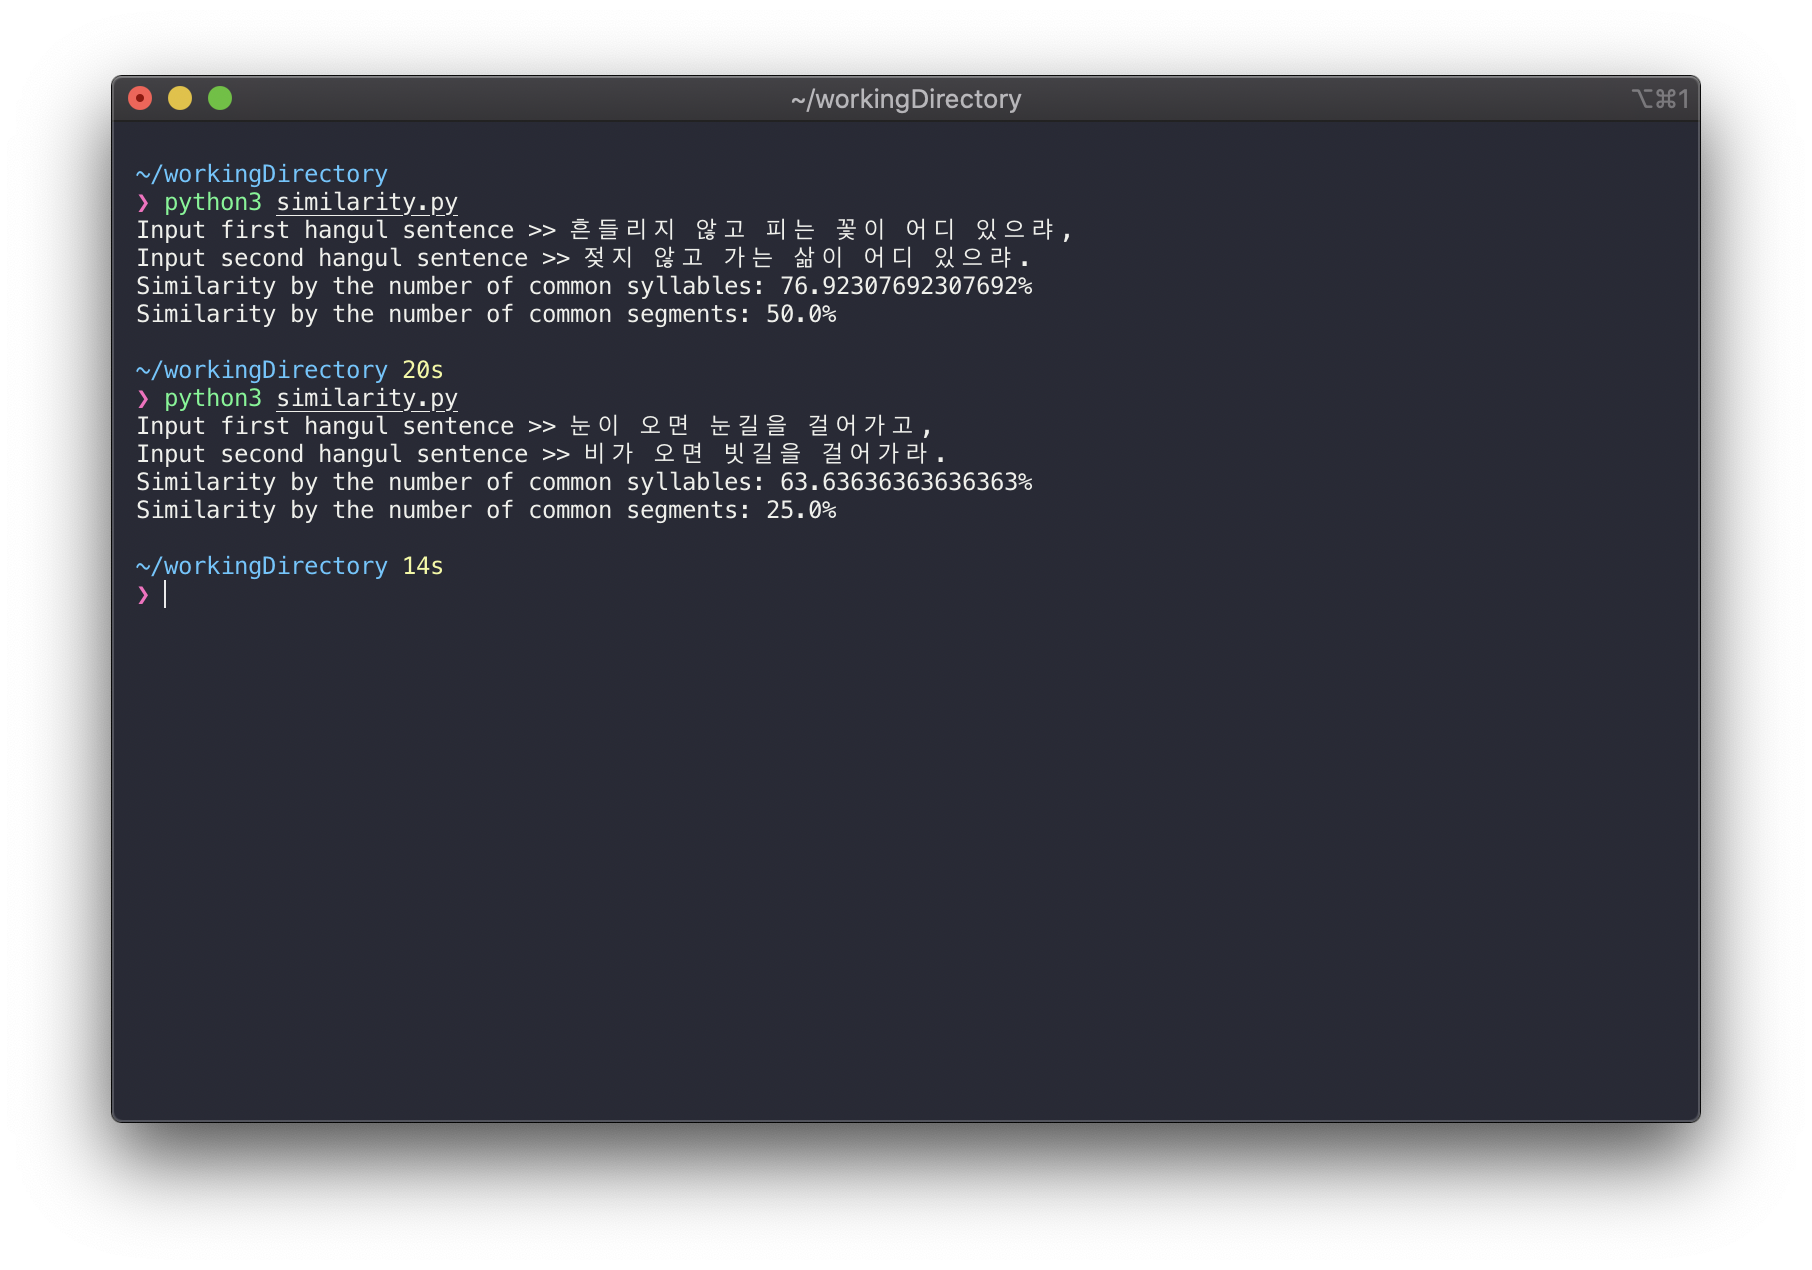 ~/workingDirectory
⌥⌘1
~/workingDirectory
❯ python3 similarity.py
Input first hangul sentence >> 흔들리지 않고 피는 꽃이 어디 있으랴,
Input second hangul sentence >> 젖지 않고 가는 삶이 어디 있으랴.
Similarity by the number of common syllables: 76.92307692307692%
Similarity by the number of common segments: 50.0%
~/workingDirectory 20s
❯ python3 similarity.py
Input first hangul sentence >> 눈이 오면 눈길을 걸어가고,
Input second hangul sentence >> 비가 오면 빗길을 걸어가라.
Similarity by the number of common syllables: 63.63636363636363%
Similarity by the number of common segments: 25.0%
~/workingDirectory 14s
❯